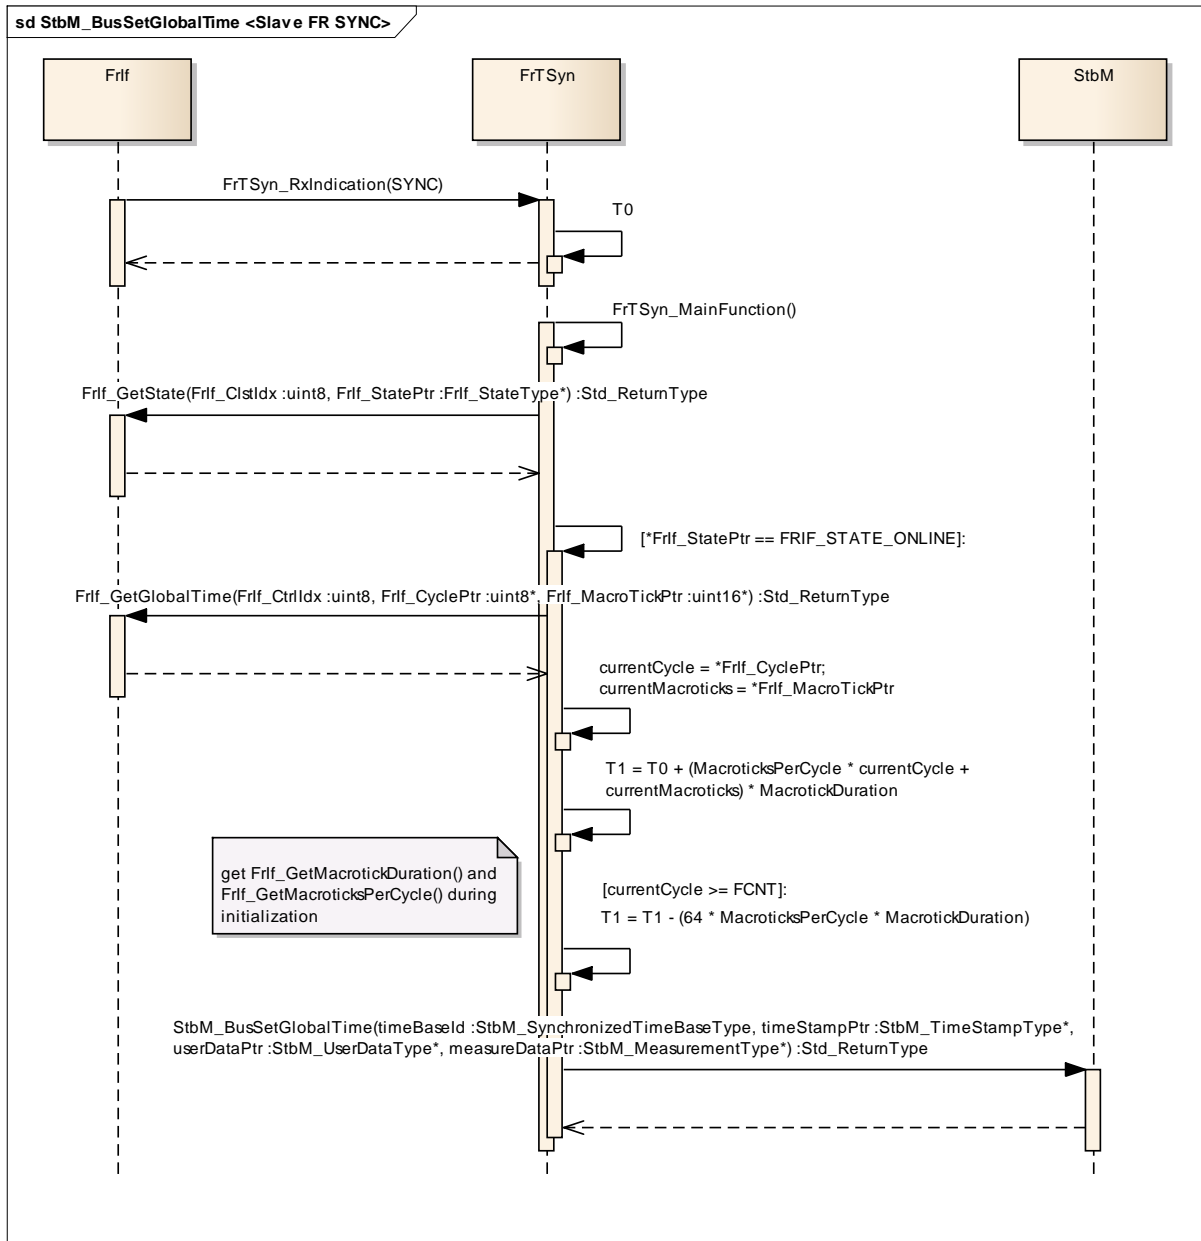 sd StbM_BusSetGlobalTime <Slave FR SYNC>
FrIf
FrTSyn
StbM
FrTSyn_RxIndication(SYNC)
T0
FrTSyn_MainFunction()
FrIf_GetState(FrIf_ClstIdx :uint8, FrIf_StatePtr :FrIf_StateType*) :Std_ReturnType
[*FrIf_StatePtr == FRIF_STATE_ONLINE]:
FrIf_GetGlobalTime(FrIf_CtrlIdx :uint8, FrIf_CyclePtr :uint8*, FrIf_MacroTickPtr :uint16*) :Std_ReturnType
currentCycle = *FrIf_CyclePtr;
currentMacroticks = *FrIf_MacroTickPtr
T1 = T0 + (MacroticksPerCycle * currentCycle +
currentMacroticks) * MacrotickDuration
get FrIf_GetMacrotickDuration() and
FrIf_GetMacroticksPerCycle() during
initialization
[currentCycle >= FCNT]:
T1 = T1 - (64 * MacroticksPerCycle * MacrotickDuration)
StbM_BusSetGlobalTime(timeBaseId :StbM_SynchronizedTimeBaseType, timeStampPtr :StbM_TimeStampType*,
userDataPtr :StbM_UserDataType*, measureDataPtr :StbM_MeasurementType*) :Std_ReturnType